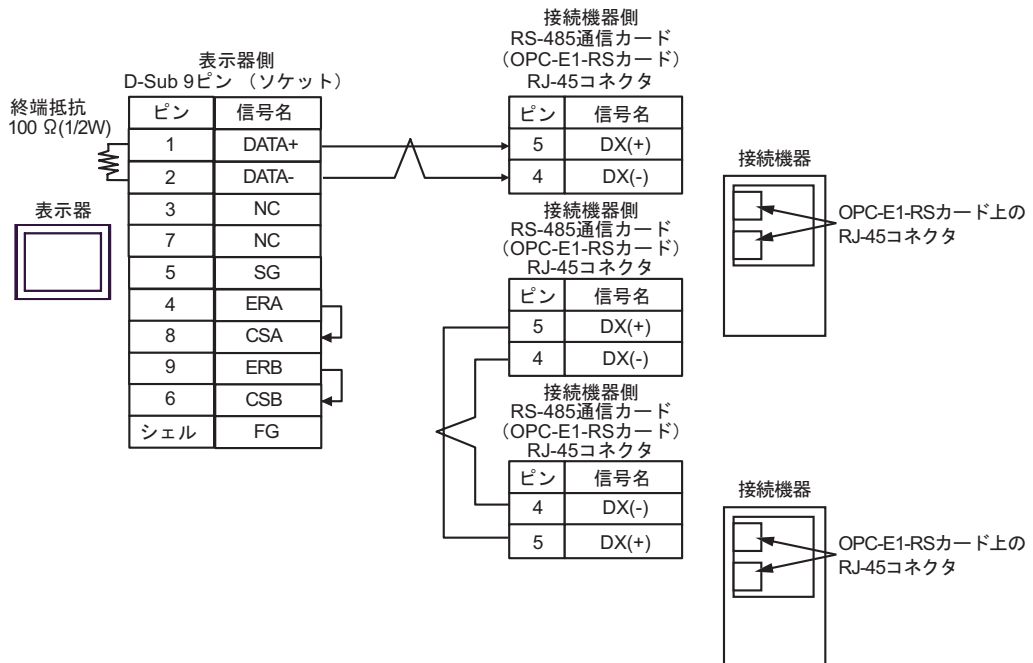 接続機器側
RS-485通信カード
（OPC-E1-RSカード）
RJ-45コネクタ
表示器側
D-Sub 9ピン （ソケット）
終端抵抗
100 Ω(1/2W)
ピン 信号名
1 DATA+
2 DATA-
3 NC
7 NC
5 SG
4 ERA
8 CSA
9 ERB
6 CSB
シェル FG
表示器
ピン 信号名
5 DX(+)
4 DX(-)
接続機器側
RS-485通信カード
（OPC-E1-RSカード）
RJ-45コネクタ
ピン 信号名
5 DX(+)
4 DX(-)
接続機器側
RS-485通信カード
（OPC-E1-RSカード）
RJ-45コネクタ
ピン 信号名
4 DX(-)
5 DX(+)
接続機器
OPC-E1-RSカード上の
RJ-45コネクタ
接続機器
OPC-E1-RSカード上の
RJ-45コネクタ